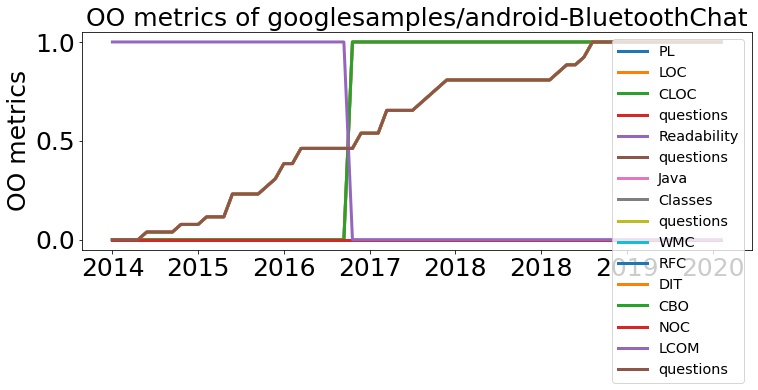 OO metrics of googlesamples/android-BluetoothChat
OO metrics
1.0
0.5
0.0
2014 2015 2016 2017 2018 2018 2019 2020
PL
LOC
CLOC
questions
Readability
questions
Java
Classes
questions
WMC
RFC
DIT
CBO
NOC
LCOM
questions